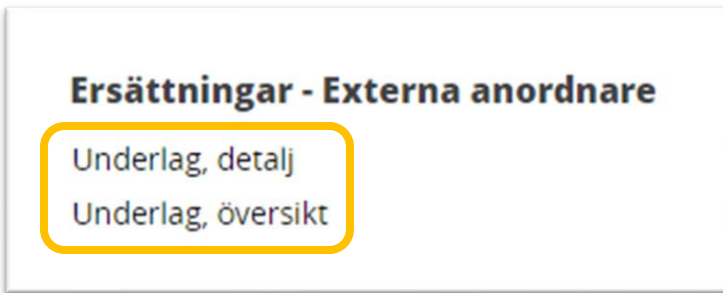 Ersättningar - Externa anordnare
Underlag, detalj
Underlag, översikt